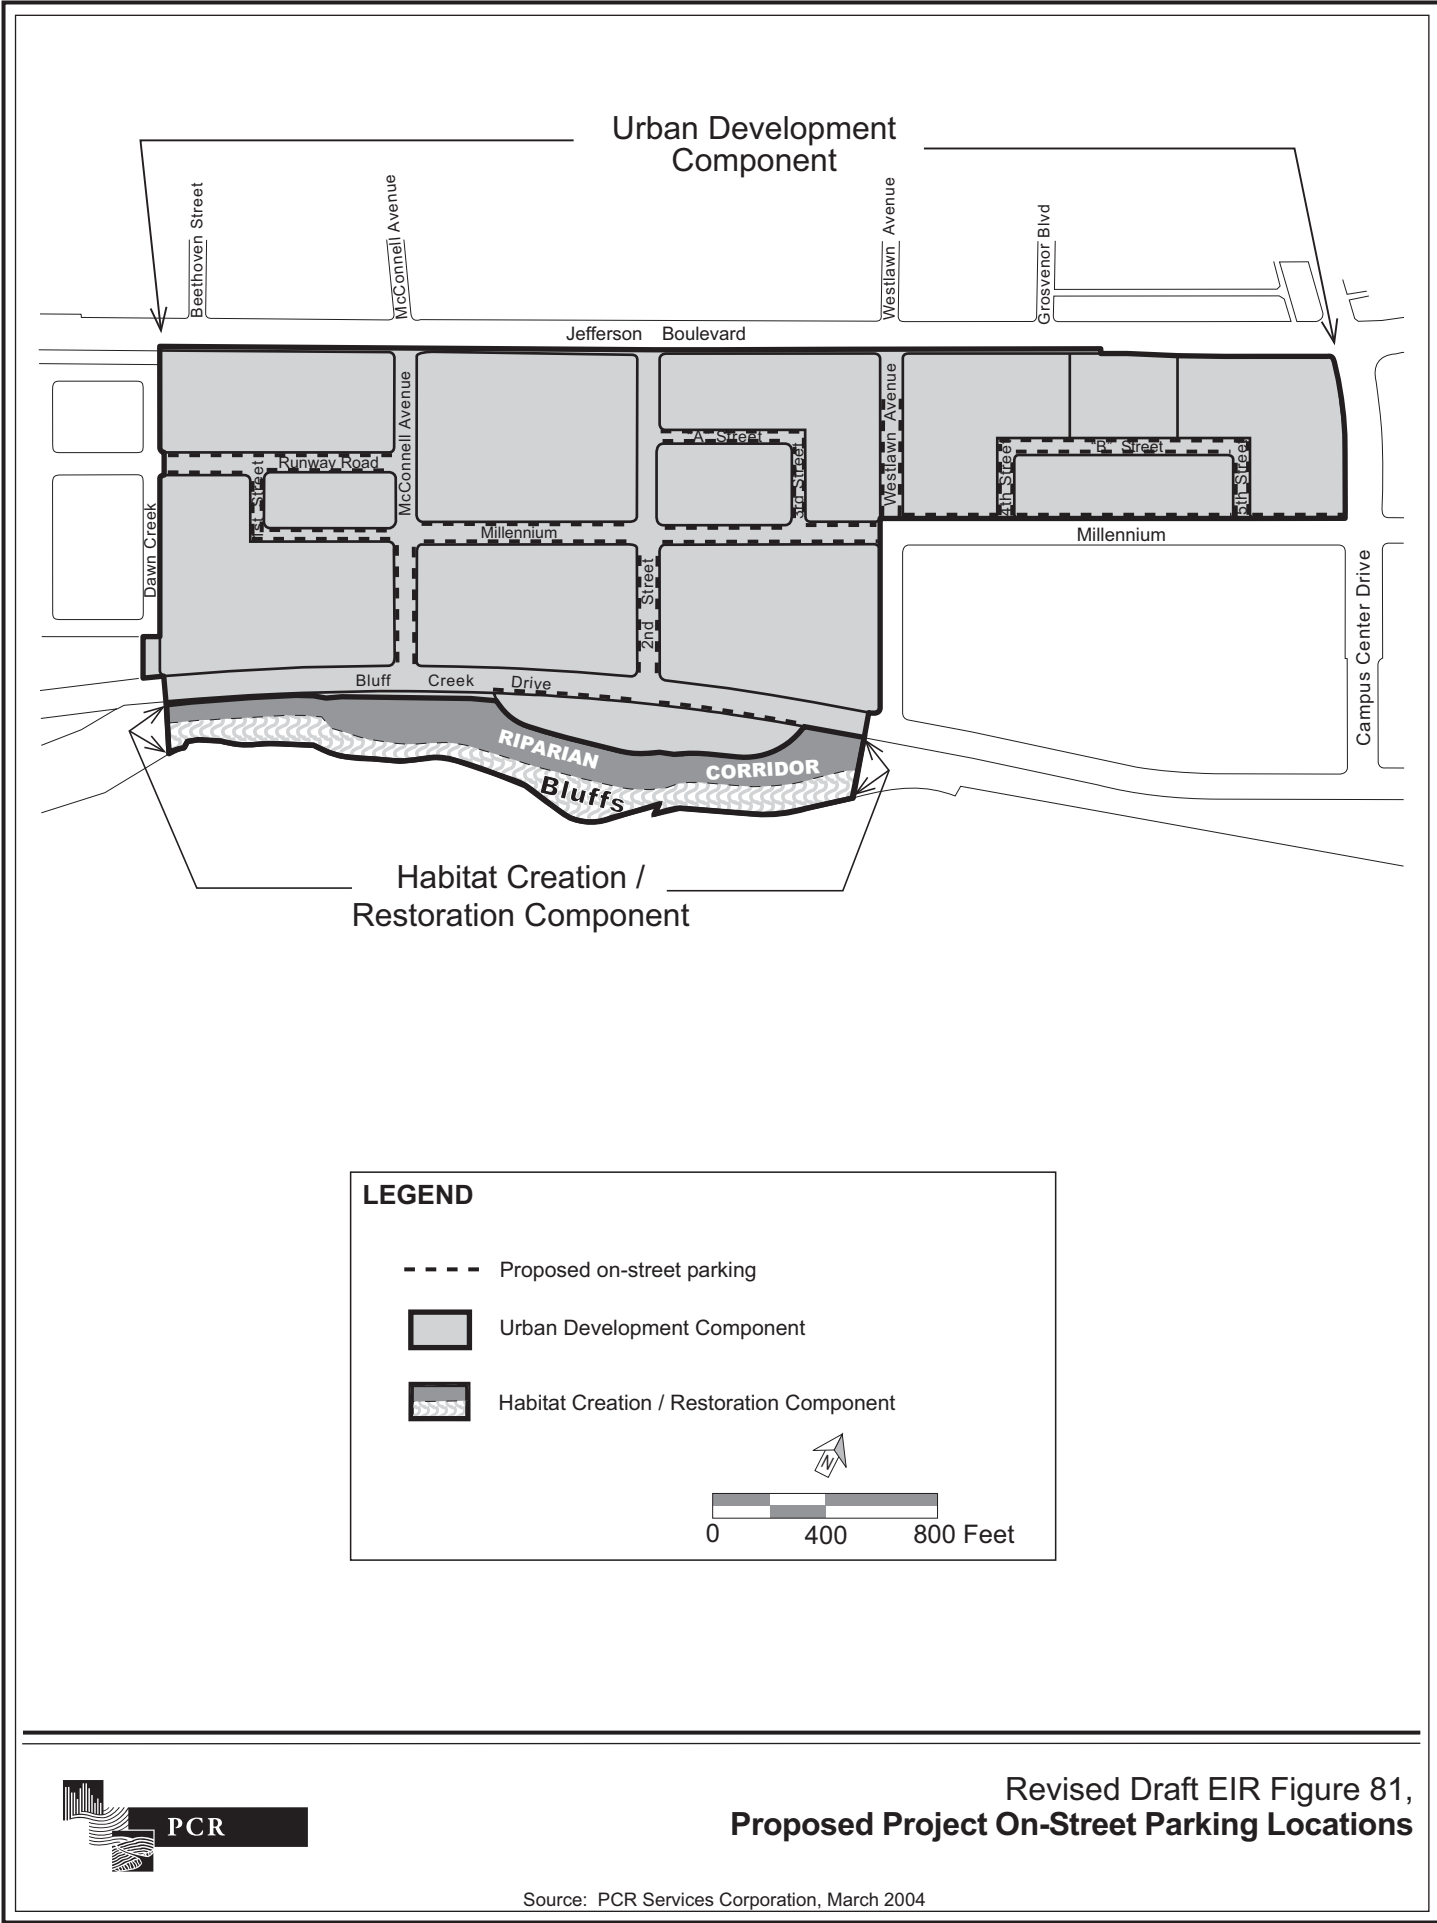 Urban Development
Component
Beethoven Street
McConnell Avenue
Westlawn Avenue
Grosvenor Blvd
Jefferson Boulevard
McConnell Avenue
Westlawn Avenue
"A" Street
"B" Street
Runway Road
1st Street
3rd Street
4th Street
5th Street
Dawn Creek
Millennium
Millennium
2nd Street
Campus Center Drive
Bluff Creek Drive
RIPARIAN
CORRIDOR
Bluffs
Habitat Creation /
Restoration Component
LEGEND
Proposed on-street parking
Urban Development Component
Habitat Creation / Restoration Component
N
0 400 800 Feet
PCR
Revised Draft EIR Figure 81,
Proposed Project On-Street Parking Locations
Source: PCR Services Corporation, March 2004